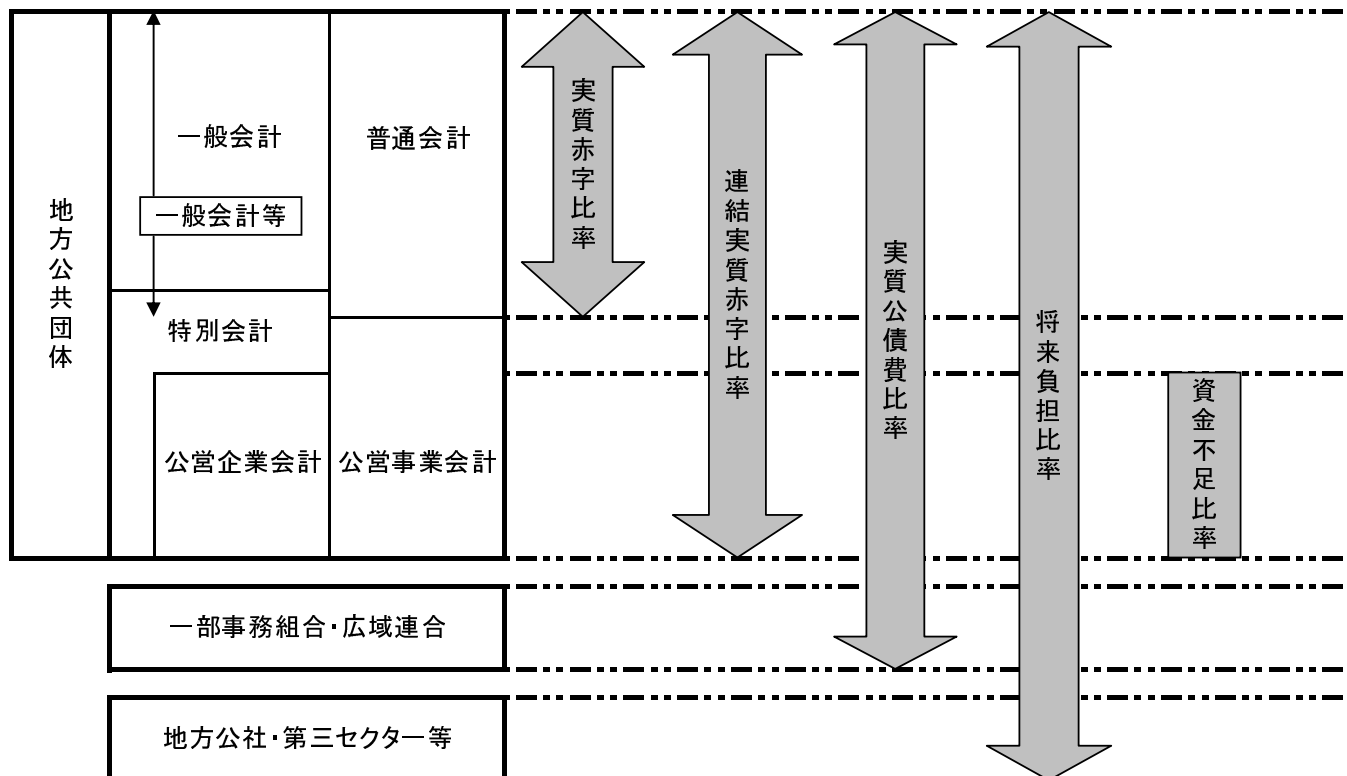 地方公共団体
一般会計
一般会計等
特別会計
公営企業会計
普通会計
公営事業会計
一部事務組合・広域連合
地方公社・第三セクター等
実質赤字比率
連結実質赤字比率
実質公債費比率
将来負担比率
資金不足比率